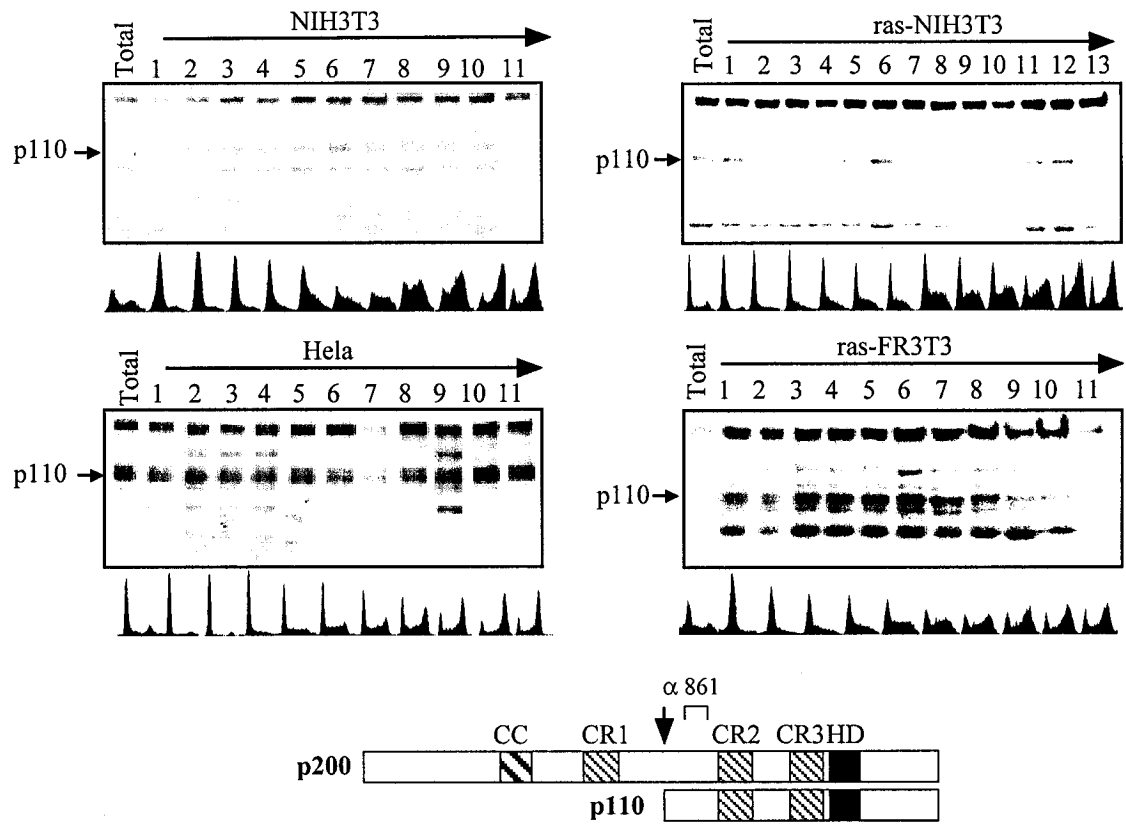 NIH3T3
Total 1 2 3 4 5 6 7 8 9 10 11
p110
ras-NIH3T3
Total 1 2 3 4 5 6 7 8 9 10 11 12 13
p110
Hela
Total 1 2 3 4 5 6 7 8 9 10 11
p110
ras-FR3T3
Total 1 2 3 4 5 6 7 8 9 10 11
p110
α 861
CC CR1 CR2 CR3 HD
p200
p110